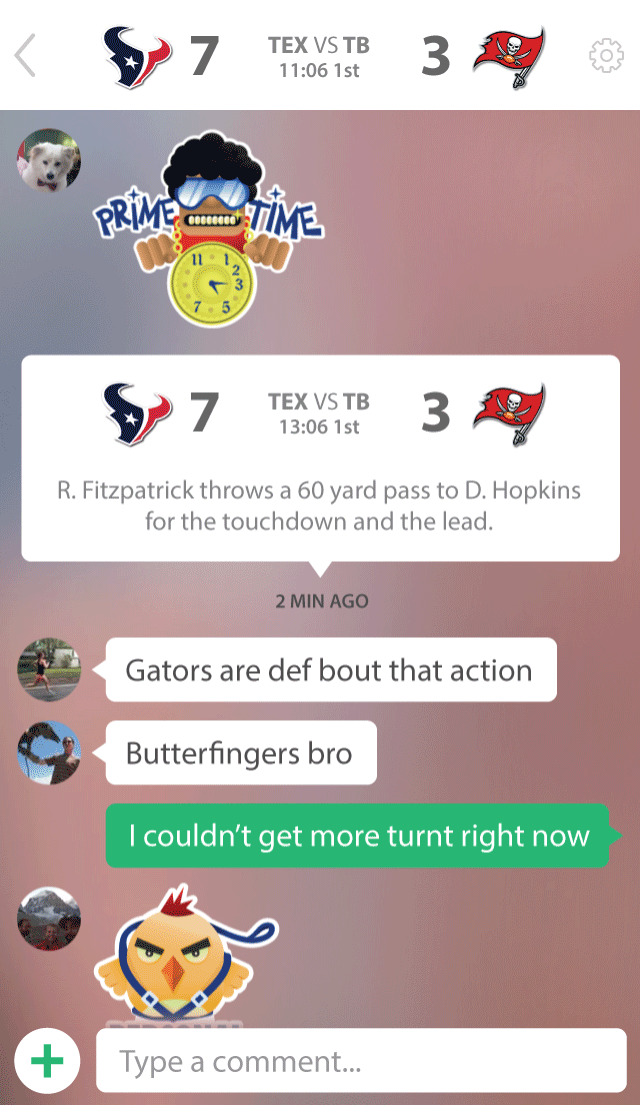 7 TEX VS TB 3
11:06 1st
PRIME TIME
11 1
2
3
7 5
7 TEX VS TB 3
13:06 1st
R. Fitzpatrick throws a 60 yard pass to D. Hopkins
for the touchdown and the lead.
2 MIN AGO
Gators are def bout that action
Butterfingers bro
I couldn't get more turnt right now
PERSONAL
Type a comment...